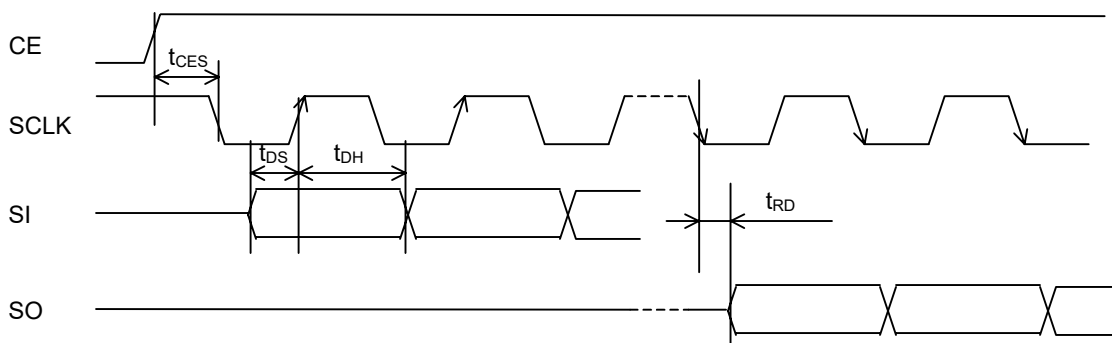 CE
tCES
SCLK
tDS
tDH
SI
tRD
SO